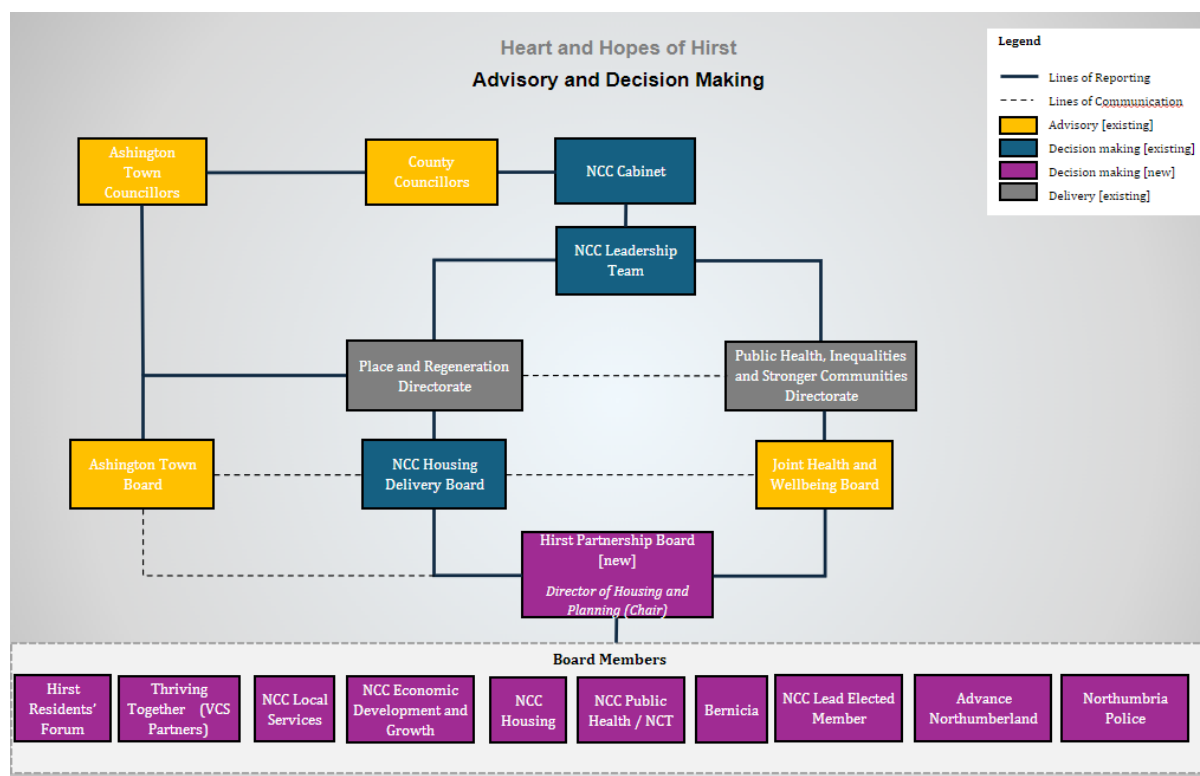 Heart and Hopes of Hirst
Advisory and Decision Making
Legend
Lines of Reporting
Lines of Communication
Advisory [existing]
Decision making [existing]
Decision making [new]
Delivery [existing]
Ashington
Town
Councillors
County
Councillors
NCC Cabinet
NCC Leadership
Team
Place and Regeneration
Directorate
Public Health, Inequalities
and Stronger Communities
Directorate
Ashington Town
Board
NCC Housing
Delivery Board
Joint Health and
Wellbeing Board
Hirst Partnership Board
[new]
Director of Housing and
Planning (Chair)
Board Members
Hirst
Residents'
Forum
Thriving
Together (VCS
Partners)
NCC Local
Services
NCC Economic
Development and
Growth
NCC
Housing
NCC Public
Health / NCT
Bernicia
NCC Lead Elected
Member
Advance
Northumberland
Northumbria
Police